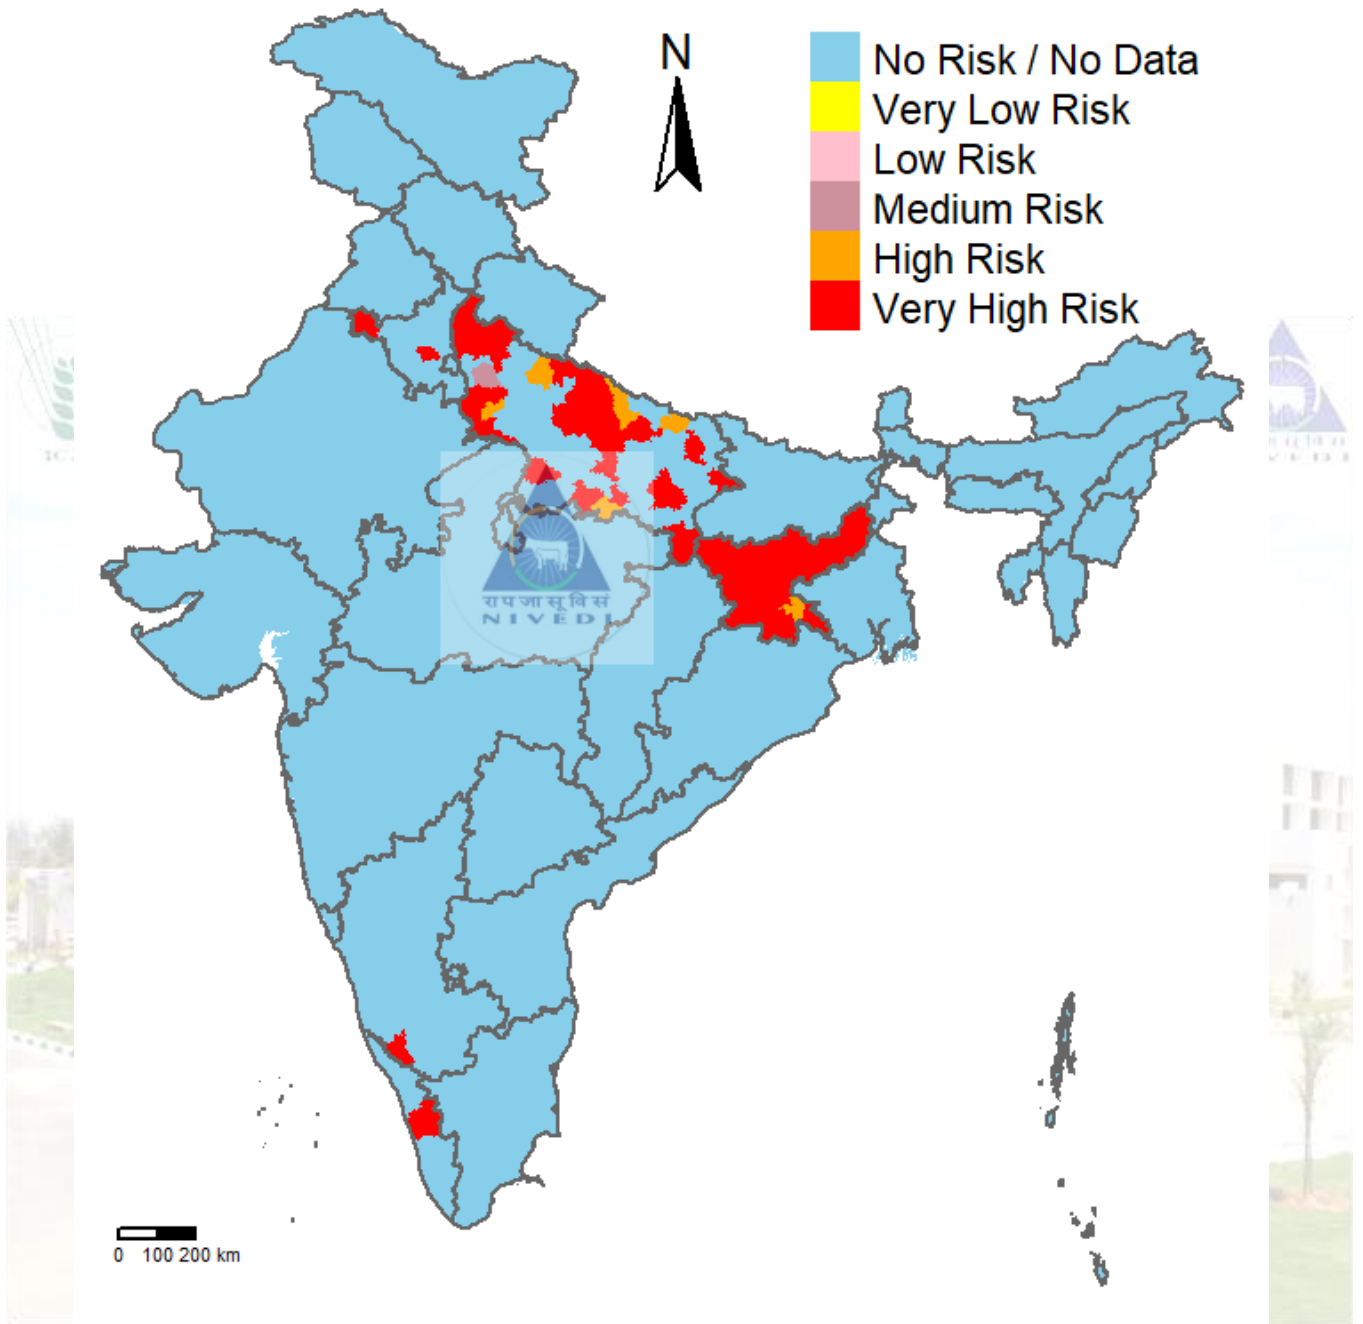 N
No Risk / No Data
Very Low Risk
Low Risk
Medium Risk
High Risk
Very High Risk
रा प जा सू वि सं
NIVEDI
0 100 200 km